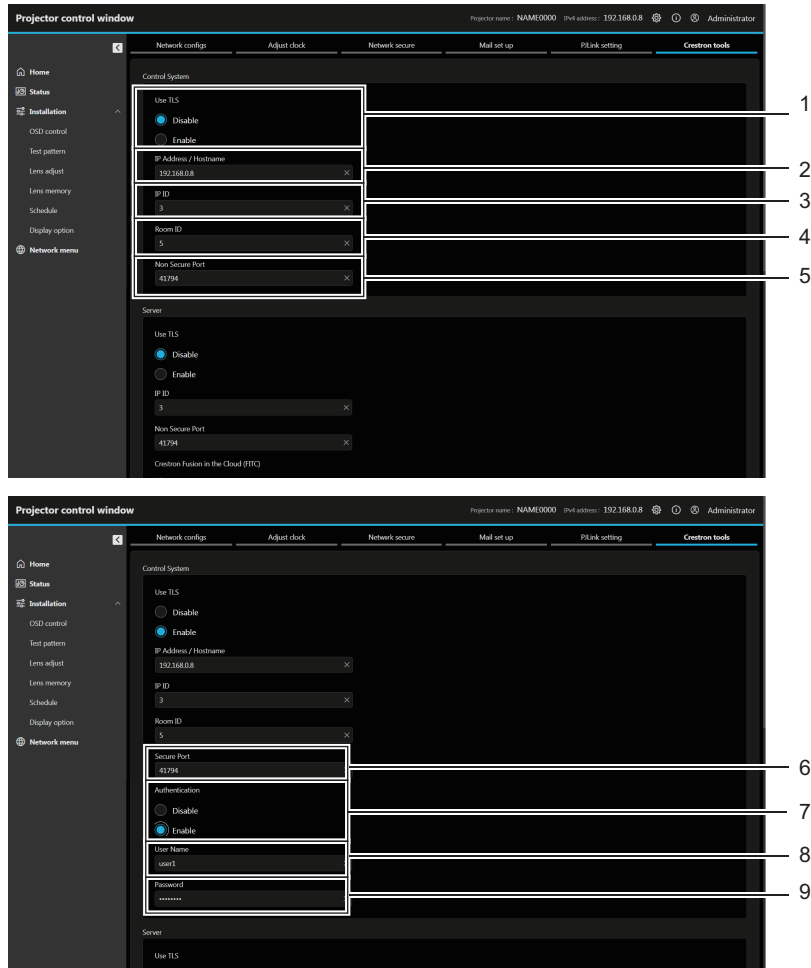 Projector control window
Projector name : NAME0000 IPv4 address : 192.168.0.8 Administrator
Network configs Adjust clock Network secure Mail set up PJLink setting Crestron tools
Home
Status
Installation
OSD control
Test pattern
Lens adjust
Lens memory
Schedule
Display option
Network menu
Control System
Use TLS
Disable
Enable
IP Address / Hostname
192.168.0.8
IP ID
3
Room ID
5
Non Secure Port
41794
Server
Use TLS
Disable
Enable
IP ID
3
Non Secure Port
41794
Crestron Fusion in the Cloud (FITC)
1
2
3
4
5
Projector control window
Projector name : NAME0000 IPv4 address : 192.168.0.8 Administrator
Network configs Adjust clock Network secure Mail set up PJLink setting Crestron tools
Home
Status
Installation
OSD control
Test pattern
Lens adjust
Lens memory
Schedule
Display option
Network menu
Control System
Use TLS
Disable
Enable
IP Address / Hostname
192.168.0.8
IP ID
3
Room ID
5
Secure Port
41794
Authentication
Disable
Enable
User Name
user1
Password
••••••••
Server
Use TLS
6
7
8
9